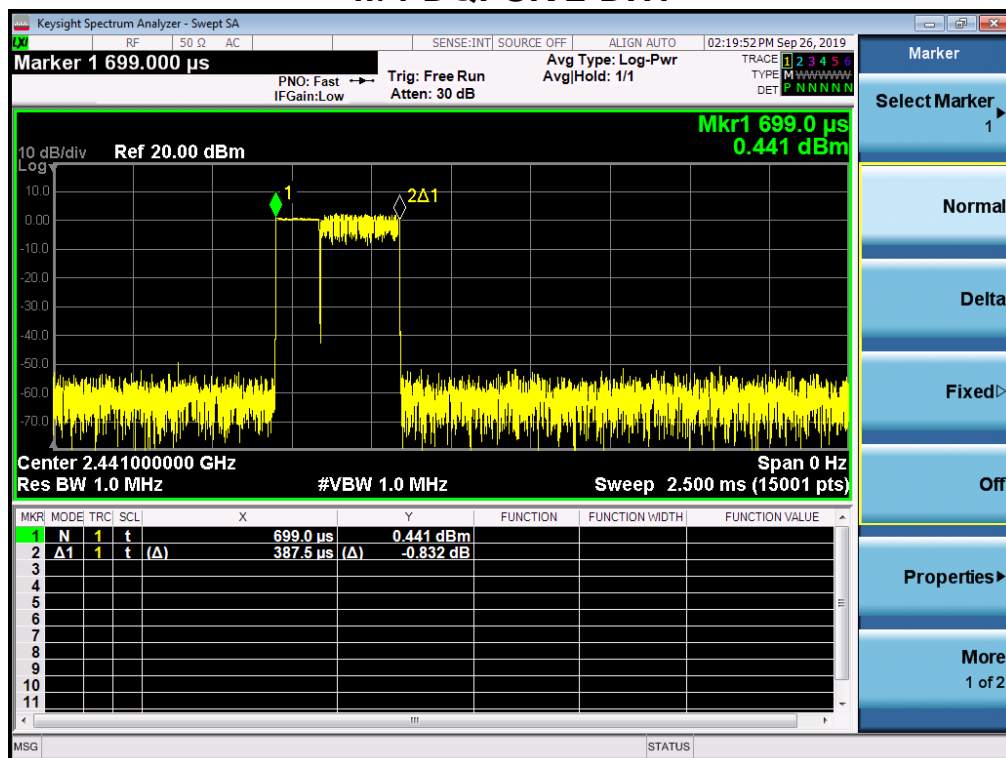 Keysight Spectrum Analyzer - Swept SA
LXI RF 50 Ω AC SENSE:INT SOURCE OFF ALIGN AUTO 02:19:52 PM Sep 26, 2019
Marker 1 699.000 µs
PNO: Fast
IFGain:Low
Trig: Free Run
Atten: 30 dB
Avg Type: Log-Pwr
Avg|Hold: 1/1
TRACE 1 2 3 4 5 6
TYPE M WWWWW
DET P N N N N N
Mkr1 699.0 µs
0.441 dBm
10 dB/div Ref 20.00 dBm
Log
10.0
0.00
-10.0
-20.0
-30.0
-40.0
-50.0
-60.0
-70.0
1
2Δ1
Center 2.441000000 GHz Span 0 Hz
Res BW 1.0 MHz #VBW 1.0 MHz Sweep 2.500 ms (15001 pts)
MKR MODE TRC SCL X Y FUNCTION FUNCTION WIDTH FUNCTION VALUE
1 N 1 t 699.0 µs 0.441 dBm
2 Δ1 1 t (Δ) 387.5 µs (Δ) -0.832 dB
3
4
5
6
7
8
9
10
11
MSG STATUS
Marker
Select Marker
1
Normal
Delta
Fixed
Off
Properties
More
1 of 2